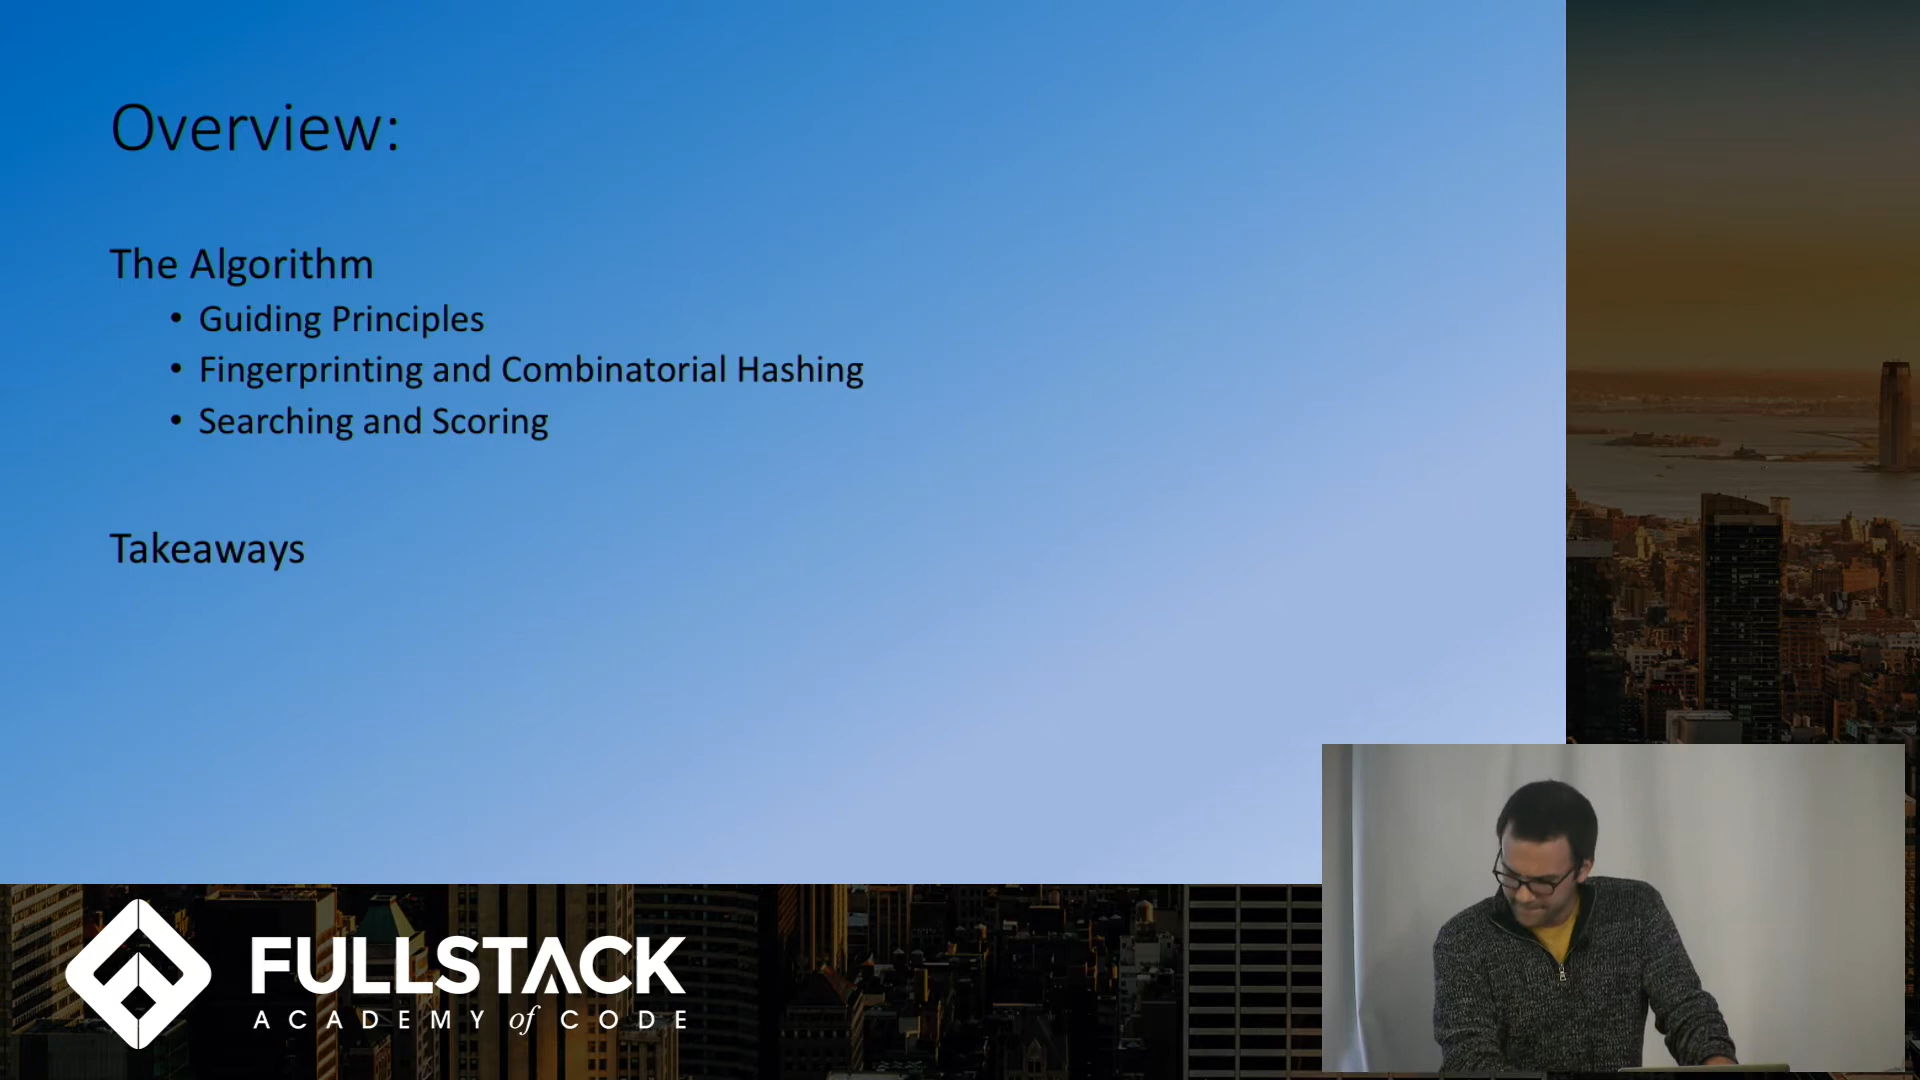 Overview:
The Algorithm
• Guiding Principles
• Fingerprinting and Combinatorial Hashing
• Searching and Scoring
Takeaways
FULLSTACK
ACADEMY of CODE